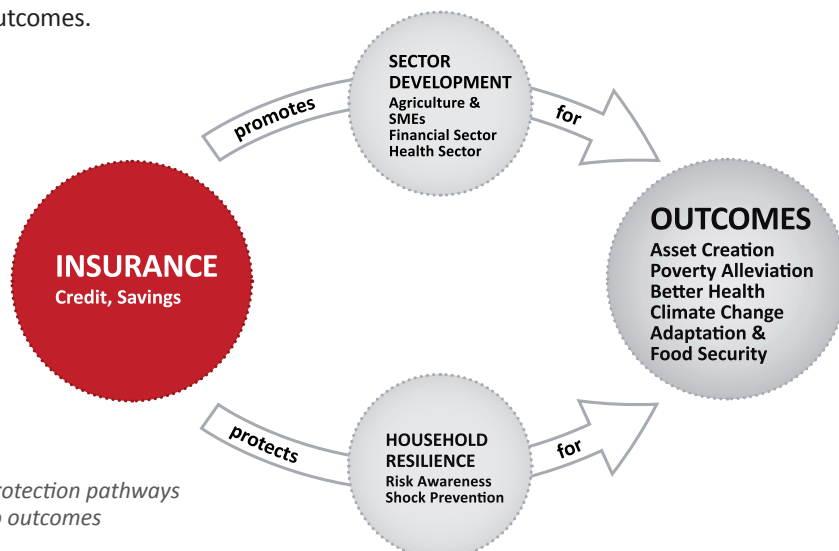 utcomes.
SECTOR
DEVELOPMENT
Agriculture &
SMEs
Financial Sector
Health Sector
promotes
for
INSURANCE
Credit, Savings
OUTCOMES
Asset Creation
Poverty Alleviation
Better Health
Climate Change
Adaptation &
Food Security
protects
HOUSEHOLD
RESILIENCE
Risk Awareness
Shock Prevention
for
rotection pathways
outcomes